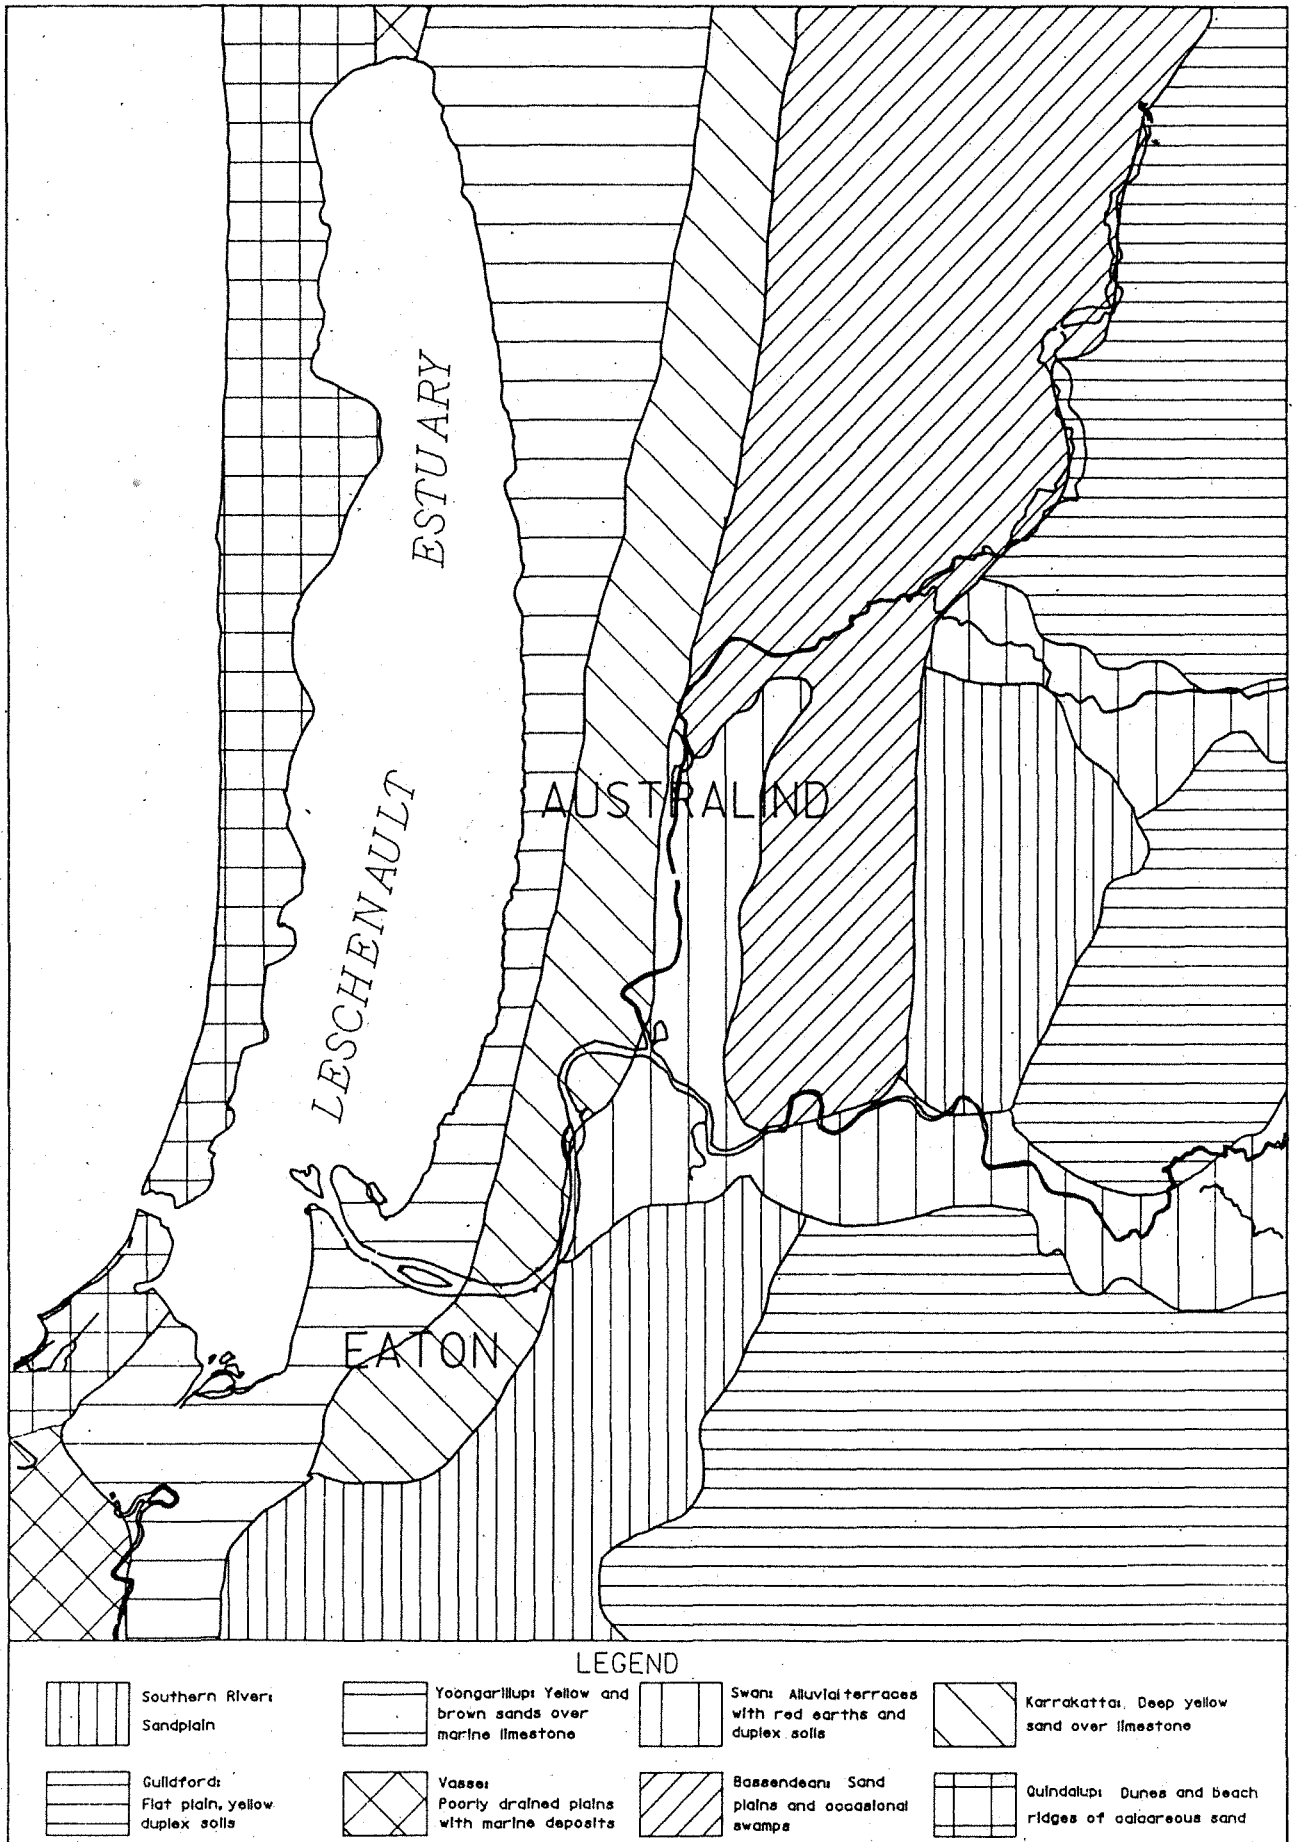 ESTUARY
LESCHENAULT
AUSTRALIND
EATON
LEGEND
Southern River:
Sandplain
Yoongarillup: Yellow and
brown sands over
marine limestone
Swan: Alluvial terraces
with red earths and
duplex soils
Karrakatta: Deep yellow
sand over limestone
Guildford:
Flat plain, yellow
duplex soils
Vasse:
Poorly drained plains
with marine deposits
Bassendean: Sand
plains and occasional
swamps
Quindalup: Dunes and beach
ridges of calcareous sand